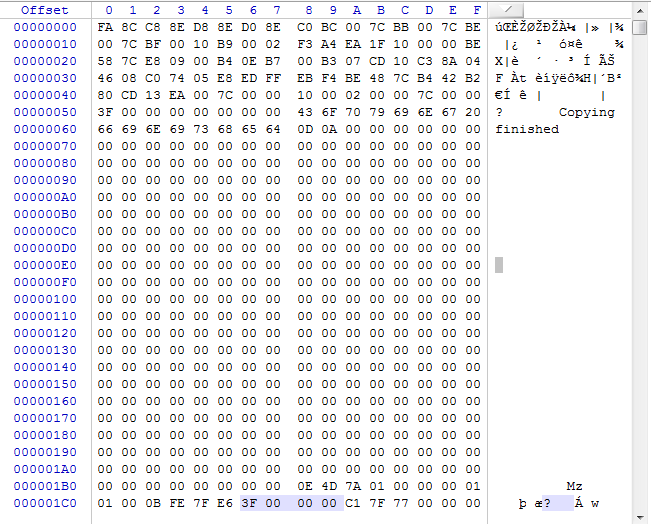 Offset 0 1 2 3 4 5 6 7 8 9 A B C D E F
00000000 FA 8C C8 8E D8 8E D0 8E C0 BC 00 7C BB 00 7C BE úŒÈŽØŽÐŽÀ¼ |» |¾
00000010 00 7C BF 00 10 B9 00 02 F3 A4 EA 1F 10 00 00 BE |¿ ¹ ó¤ê ¾
00000020 58 7C E8 09 00 B4 0E B7 00 B3 07 CD 10 C3 8A 04 X|è ´ · ³ Í ÃŠ
00000030 46 08 C0 74 05 E8 ED FF EB F4 BE 48 7C B4 42 B2 F Àt èíÿëô¾H|´B²
00000040 80 CD 13 EA 00 7C 00 00 10 00 02 00 00 7C 00 00 €Í ê | |
00000050 3F 00 00 00 00 00 00 00 43 6F 70 79 69 6E 67 20 ? Copying
00000060 66 69 6E 69 73 68 65 64 0D 0A 00 00 00 00 00 00 finished
00000070 00 00 00 00 00 00 00 00 00 00 00 00 00 00 00 00
00000080 00 00 00 00 00 00 00 00 00 00 00 00 00 00 00 00
00000090 00 00 00 00 00 00 00 00 00 00 00 00 00 00 00 00
000000A0 00 00 00 00 00 00 00 00 00 00 00 00 00 00 00 00
000000B0 00 00 00 00 00 00 00 00 00 00 00 00 00 00 00 00
000000C0 00 00 00 00 00 00 00 00 00 00 00 00 00 00 00 00
000000D0 00 00 00 00 00 00 00 00 00 00 00 00 00 00 00 00
000000E0 00 00 00 00 00 00 00 00 00 00 00 00 00 00 00 00
000000F0 00 00 00 00 00 00 00 00 00 00 00 00 00 00 00 00
00000100 00 00 00 00 00 00 00 00 00 00 00 00 00 00 00 00
00000110 00 00 00 00 00 00 00 00 00 00 00 00 00 00 00 00
00000120 00 00 00 00 00 00 00 00 00 00 00 00 00 00 00 00
00000130 00 00 00 00 00 00 00 00 00 00 00 00 00 00 00 00
00000140 00 00 00 00 00 00 00 00 00 00 00 00 00 00 00 00
00000150 00 00 00 00 00 00 00 00 00 00 00 00 00 00 00 00
00000160 00 00 00 00 00 00 00 00 00 00 00 00 00 00 00 00
00000170 00 00 00 00 00 00 00 00 00 00 00 00 00 00 00 00
00000180 00 00 00 00 00 00 00 00 00 00 00 00 00 00 00 00
00000190 00 00 00 00 00 00 00 00 00 00 00 00 00 00 00 00
000001A0 00 00 00 00 00 00 00 00 00 00 00 00 00 00 00 00
000001B0 00 00 00 00 00 00 00 00 0E 4D 7A 01 00 00 00 01 Mz
000001C0 01 00 0B FE 7F E6 3F 00 00 00 C1 7F 77 00 00 00 þ æ? Á w